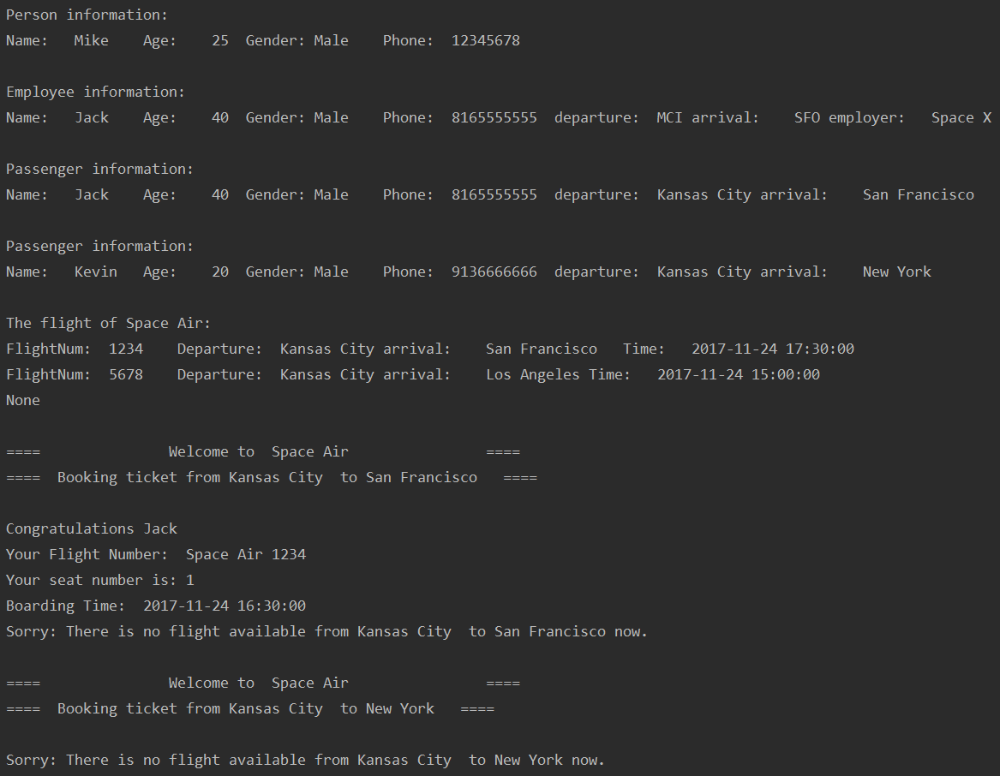 Person information:
Name:   Mike    Age:    25  Gender: Male    Phone:  12345678
Employee information:
Name:   Jack    Age:    40  Gender: Male    Phone:  8165555555  departure:  MCI arrival:    SFO employer:   Space X
Passenger information:
Name:   Jack    Age:    40  Gender: Male    Phone:  8165555555  departure:  Kansas City arrival:    San Francisco
Passenger information:
Name:   Kevin   Age:    20  Gender: Male    Phone:  9136666666  departure:  Kansas City arrival:    New York
The flight of Space Air:
FlightNum:  1234    Departure:  Kansas City arrival:    San Francisco   Time:   2017-11-24 17:30:00
FlightNum:  5678    Departure:  Kansas City arrival:    Los Angeles Time:   2017-11-24 15:00:00
None
====               Welcome to  Space Air                ====
====  Booking ticket from Kansas City  to San Francisco   ====
Congratulations Jack
Your Flight Number:  Space Air 1234
Your seat number is: 1
Boarding Time:  2017-11-24 16:30:00
Sorry: There is no flight available from Kansas City  to San Francisco now.
====               Welcome to  Space Air                ====
====  Booking ticket from Kansas City  to New York   ====
Sorry: There is no flight available from Kansas City  to New York now.